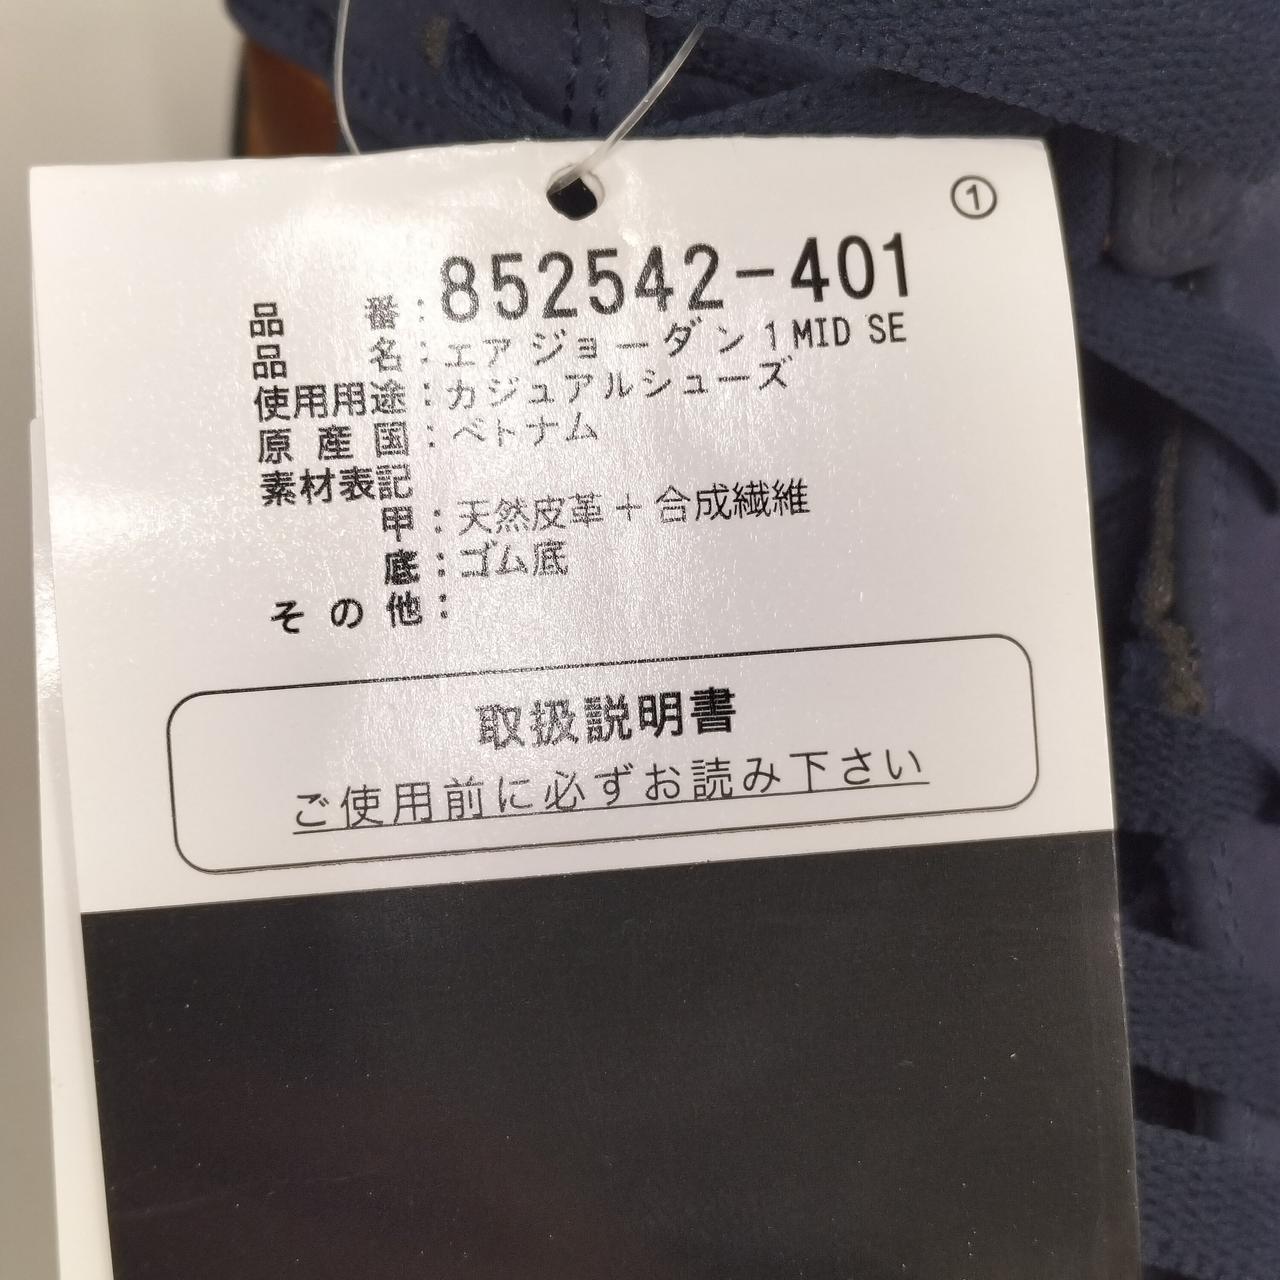 ①
品番：852542-401
品名：エアジョーダン1MID SE
使用用途：カジュアルシューズ
原産国：ベトナム
素材表記
甲：天然皮革＋合成繊維
底：ゴム底
その他：
取扱説明書
ご使用前に必ずお読み下さい